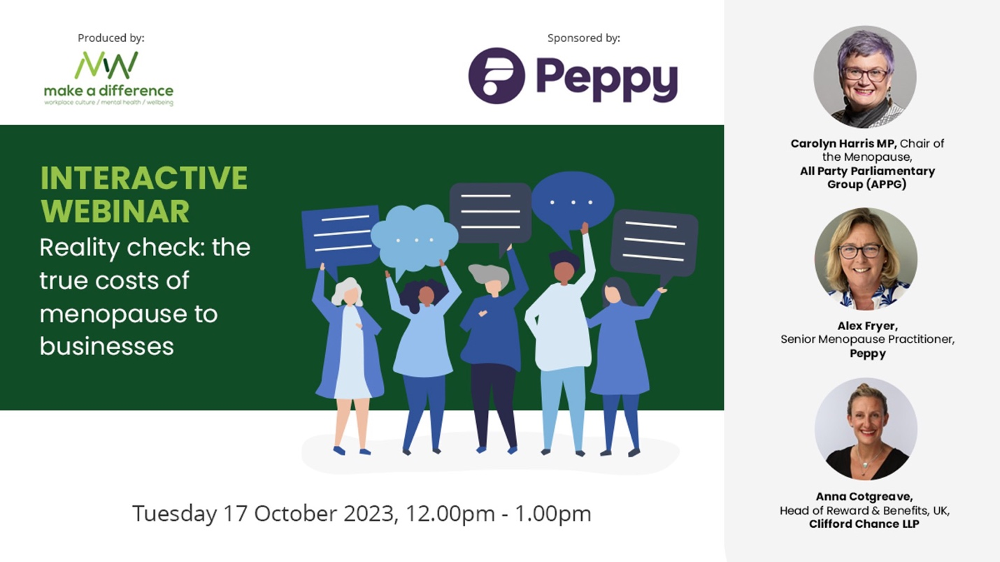 Produced by:
make a difference
workplace culture / mental health / wellbeing
Sponsored by:
Peppy
INTERACTIVE
WEBINAR
Reality check: the
true costs of
menopause to
businesses
Tuesday 17 October 2023, 12.00pm - 1.00pm
Carolyn Harris MP, Chair of
the Menopause,
All Party Parliamentary
Group (APPG)
Alex Fryer,
Senior Menopause Practitioner,
Peppy
Anna Cotgreave,
Head of Reward & Benefits, UK,
Clifford Chance LLP